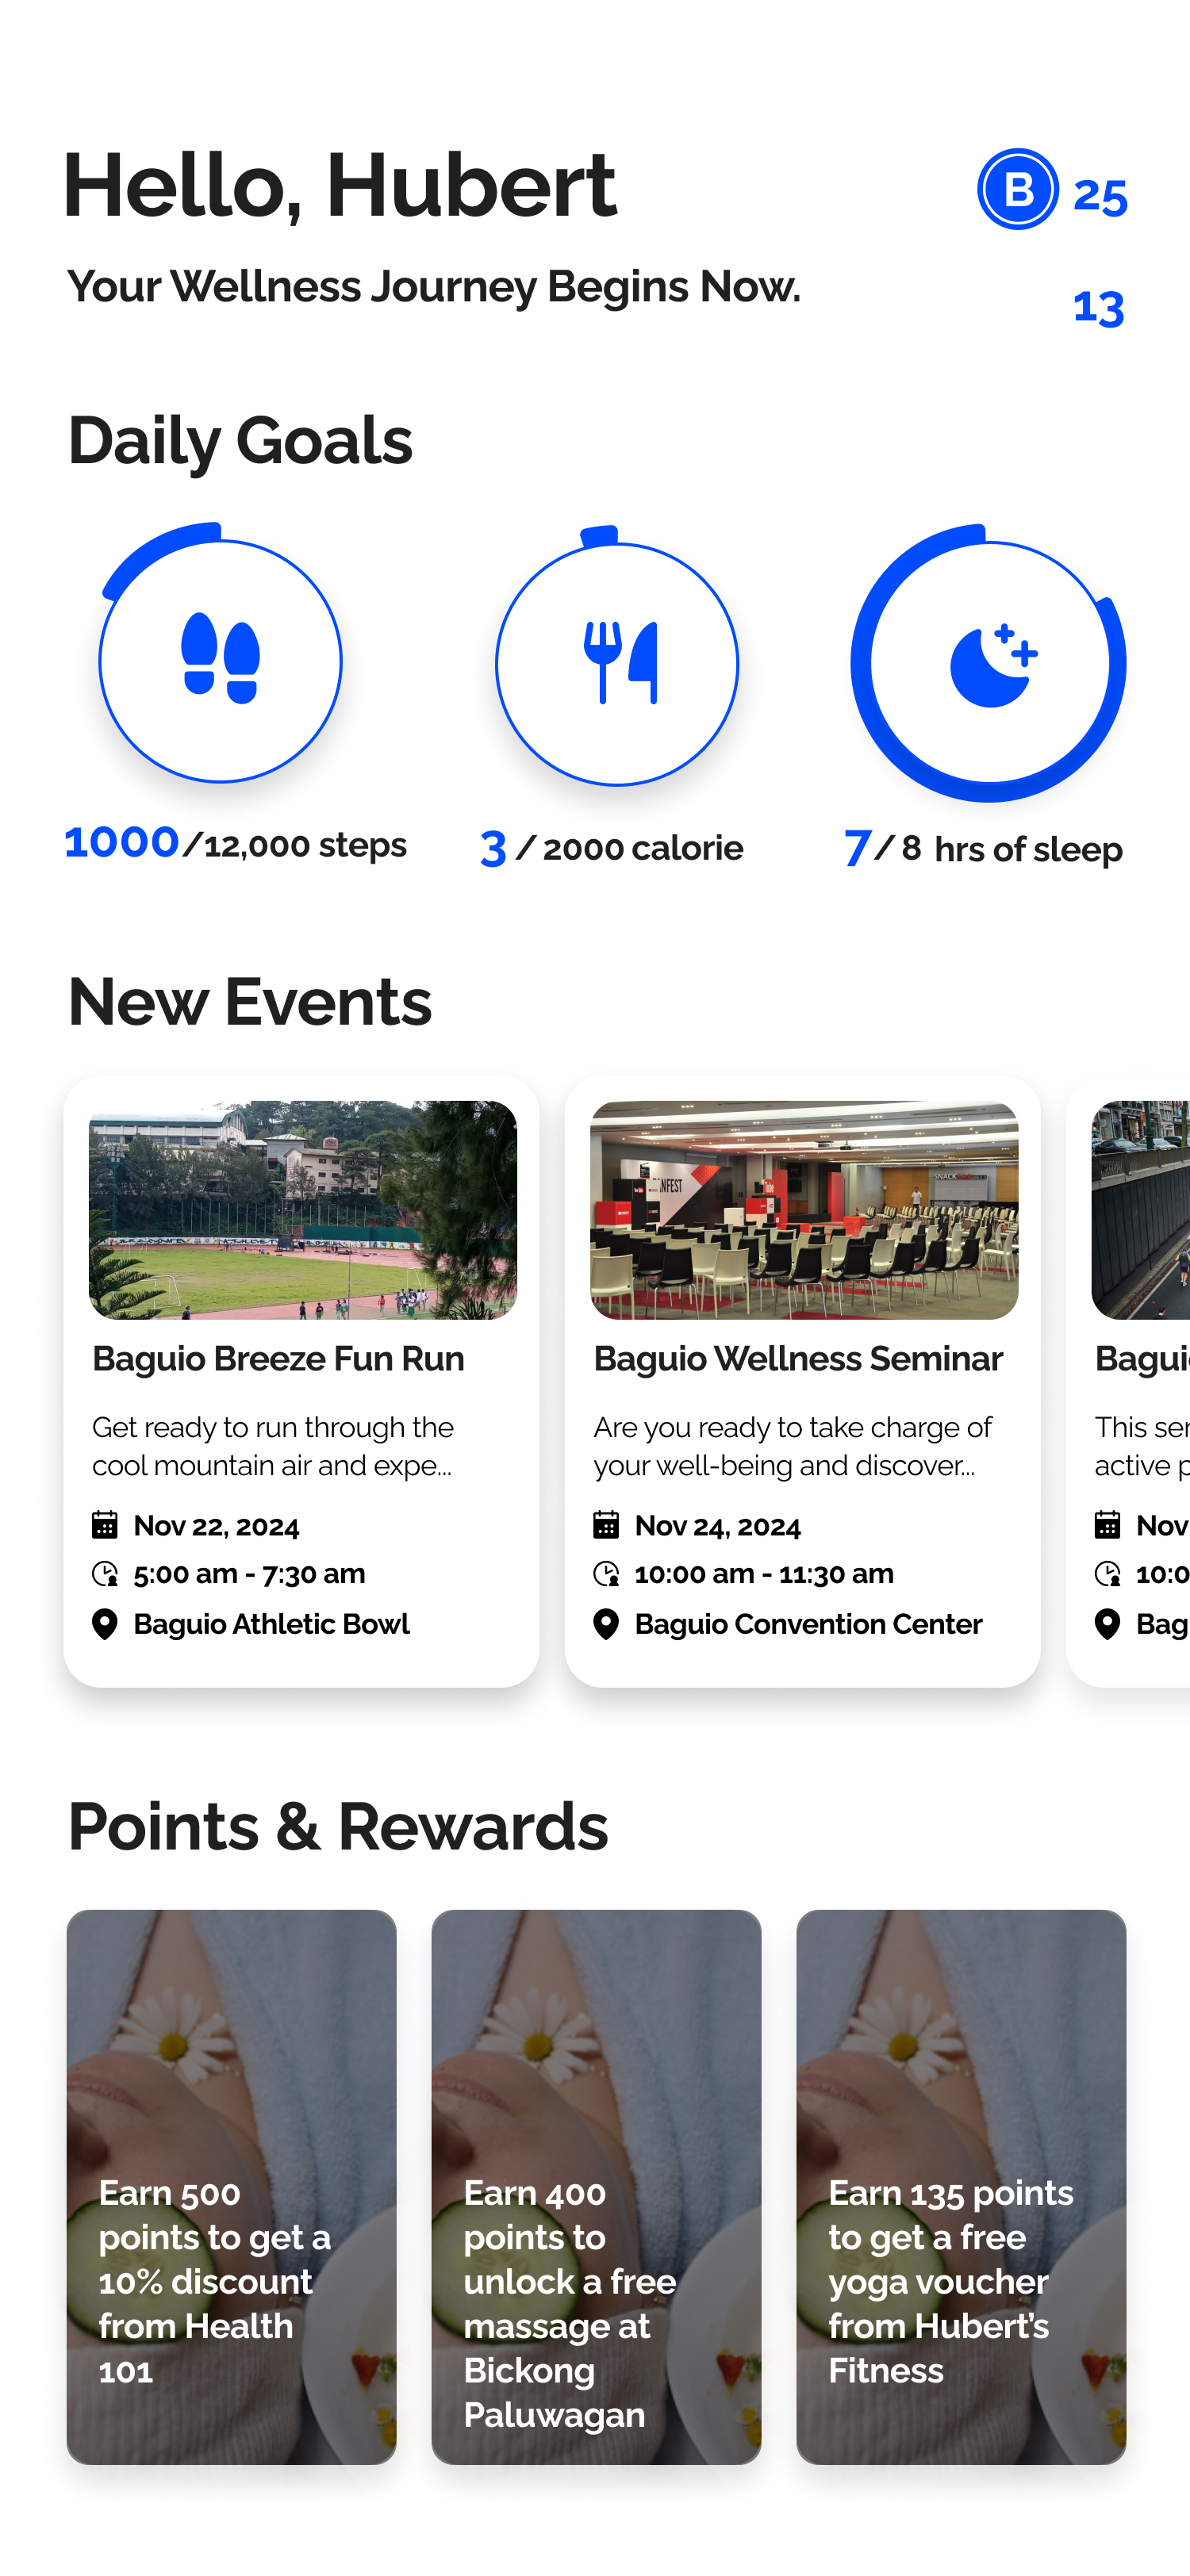 Hello, Hubert
B 25
Your Wellness Journey Begins Now.
13
Daily Goals
1000/12,000 steps
3 / 2000 calorie
7/ 8 hrs of sleep
New Events
NFEST
SNACK
Baguio Breeze Fun Run
Get ready to run through the
cool mountain air and expe...
Nov 22, 2024
5:00 am - 7:30 am
Baguio Athletic Bowl
Baguio Wellness Seminar
Are you ready to take charge of
your well-being and discover...
Nov 24, 2024
10:00 am - 11:30 am
Baguio Convention Center
Bagui
This ser
active p
Nov
10:0
Bag
Points & Rewards
Earn 500
points to get a
10% discount
from Health
101
Earn 400
points to
unlock a free
massage at
Bickong
Paluwagan
Earn 135 points
to get a free
yoga voucher
from Hubert's
Fitness